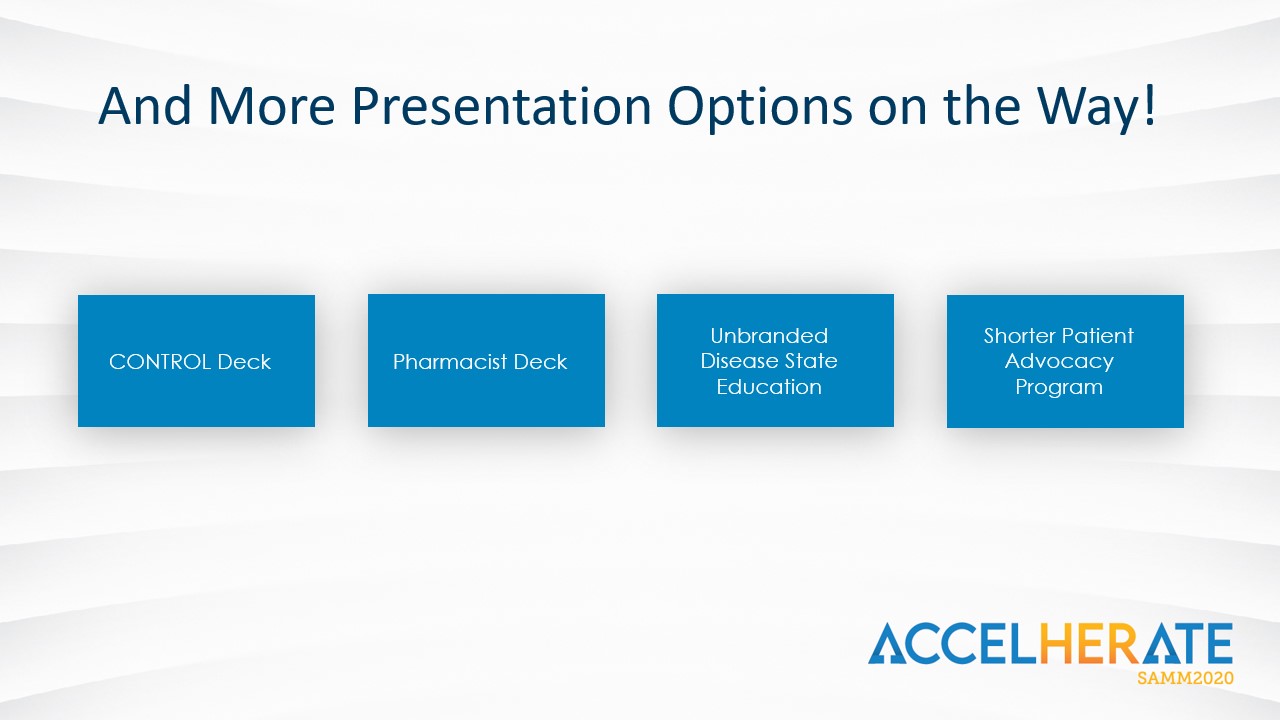 And More Presentation Options on the Way!
CONTROL Deck
Pharmacist Deck
Unbranded
Disease State
Education
Shorter Patient
Advocacy
Program
ACCELHERATE
SAMM2020